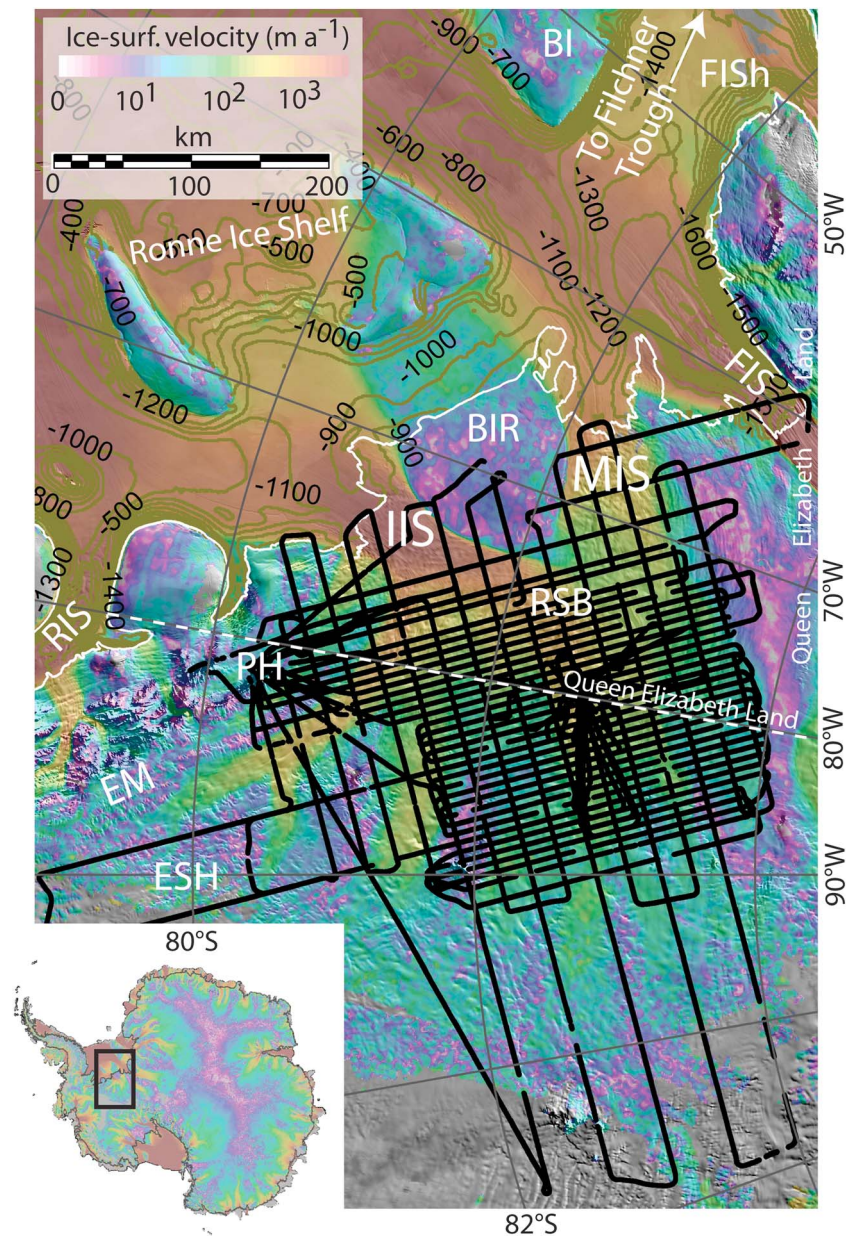 Ice-surf. velocity (m a⁻¹)
0 10¹ 10² 10³
km
0 100 200
-800
-900
-700
BI
-1400
FISh
To Filchner
Trough
-600
-800
-400
-700
-400
Ronne Ice Shelf
-500
-500
-1300
-1600
50°W
-700
-500
-1100
-1200
-1500
-1000
-1000
Land
FIS
-1200
-900
-900
BIR
-1000
MIS
Elizabeth
-1100
IIS
800
-500
-1300
-1400
RSB
70°W
RIS
Queen
PH
Queen Elizabeth Land
80°W
EM
ESH
90°W
80°S
82°S